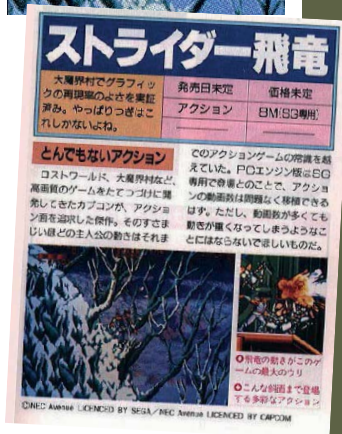 ストライダー飛竜
大魔界村でグラフィッ
クの再現率のよさを実証
済み。やっぱりつぎはこ
れしかないよね。
発売日未定
価格未定
アクション
8M(SG専用)
とんでもないアクション
ロストワールド、大魔界村など、
高画質のゲームをたてつづけに開
発してきたカプコンが、アクショ
ン面を追求した傑作。そのすさま
じいほどの主人公の動きはそれま
でのアクションゲームの常識を越
えていた。PCエンジン版はSG
専用で登場とのことで、アクショ
ンの動画数は問題なく移植できる
はず。ただし、動画数が多くても
動きが重くなってしまうようなこ
とにはならないでほしいものだ。
飛竜の動きがこのゲ
ームの最大のウリ
こんな斜面まで登場
する多彩なアクション
©NEC Avenue LICENCED BY SEGA/NEC Avenue LICENCED BY CAPCOM